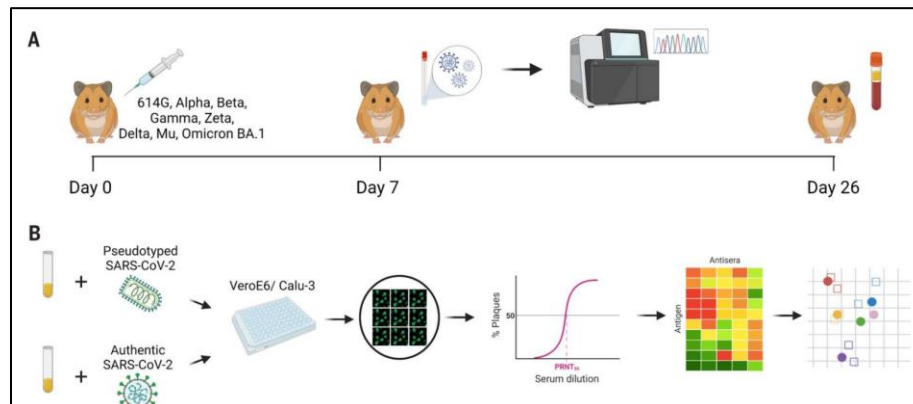 A
614G, Alpha, Beta,
Gamma, Zeta,
Delta, Mu, Omicron BA.1
Day 0
Day 7
Day 26
B
Pseudotyped
SARS-CoV-2
Authentic
SARS-CoV-2
VeroE6/ Calu-3
% Plaques
50
PRNT₅₀
Serum dilution
Antisera
Antigen